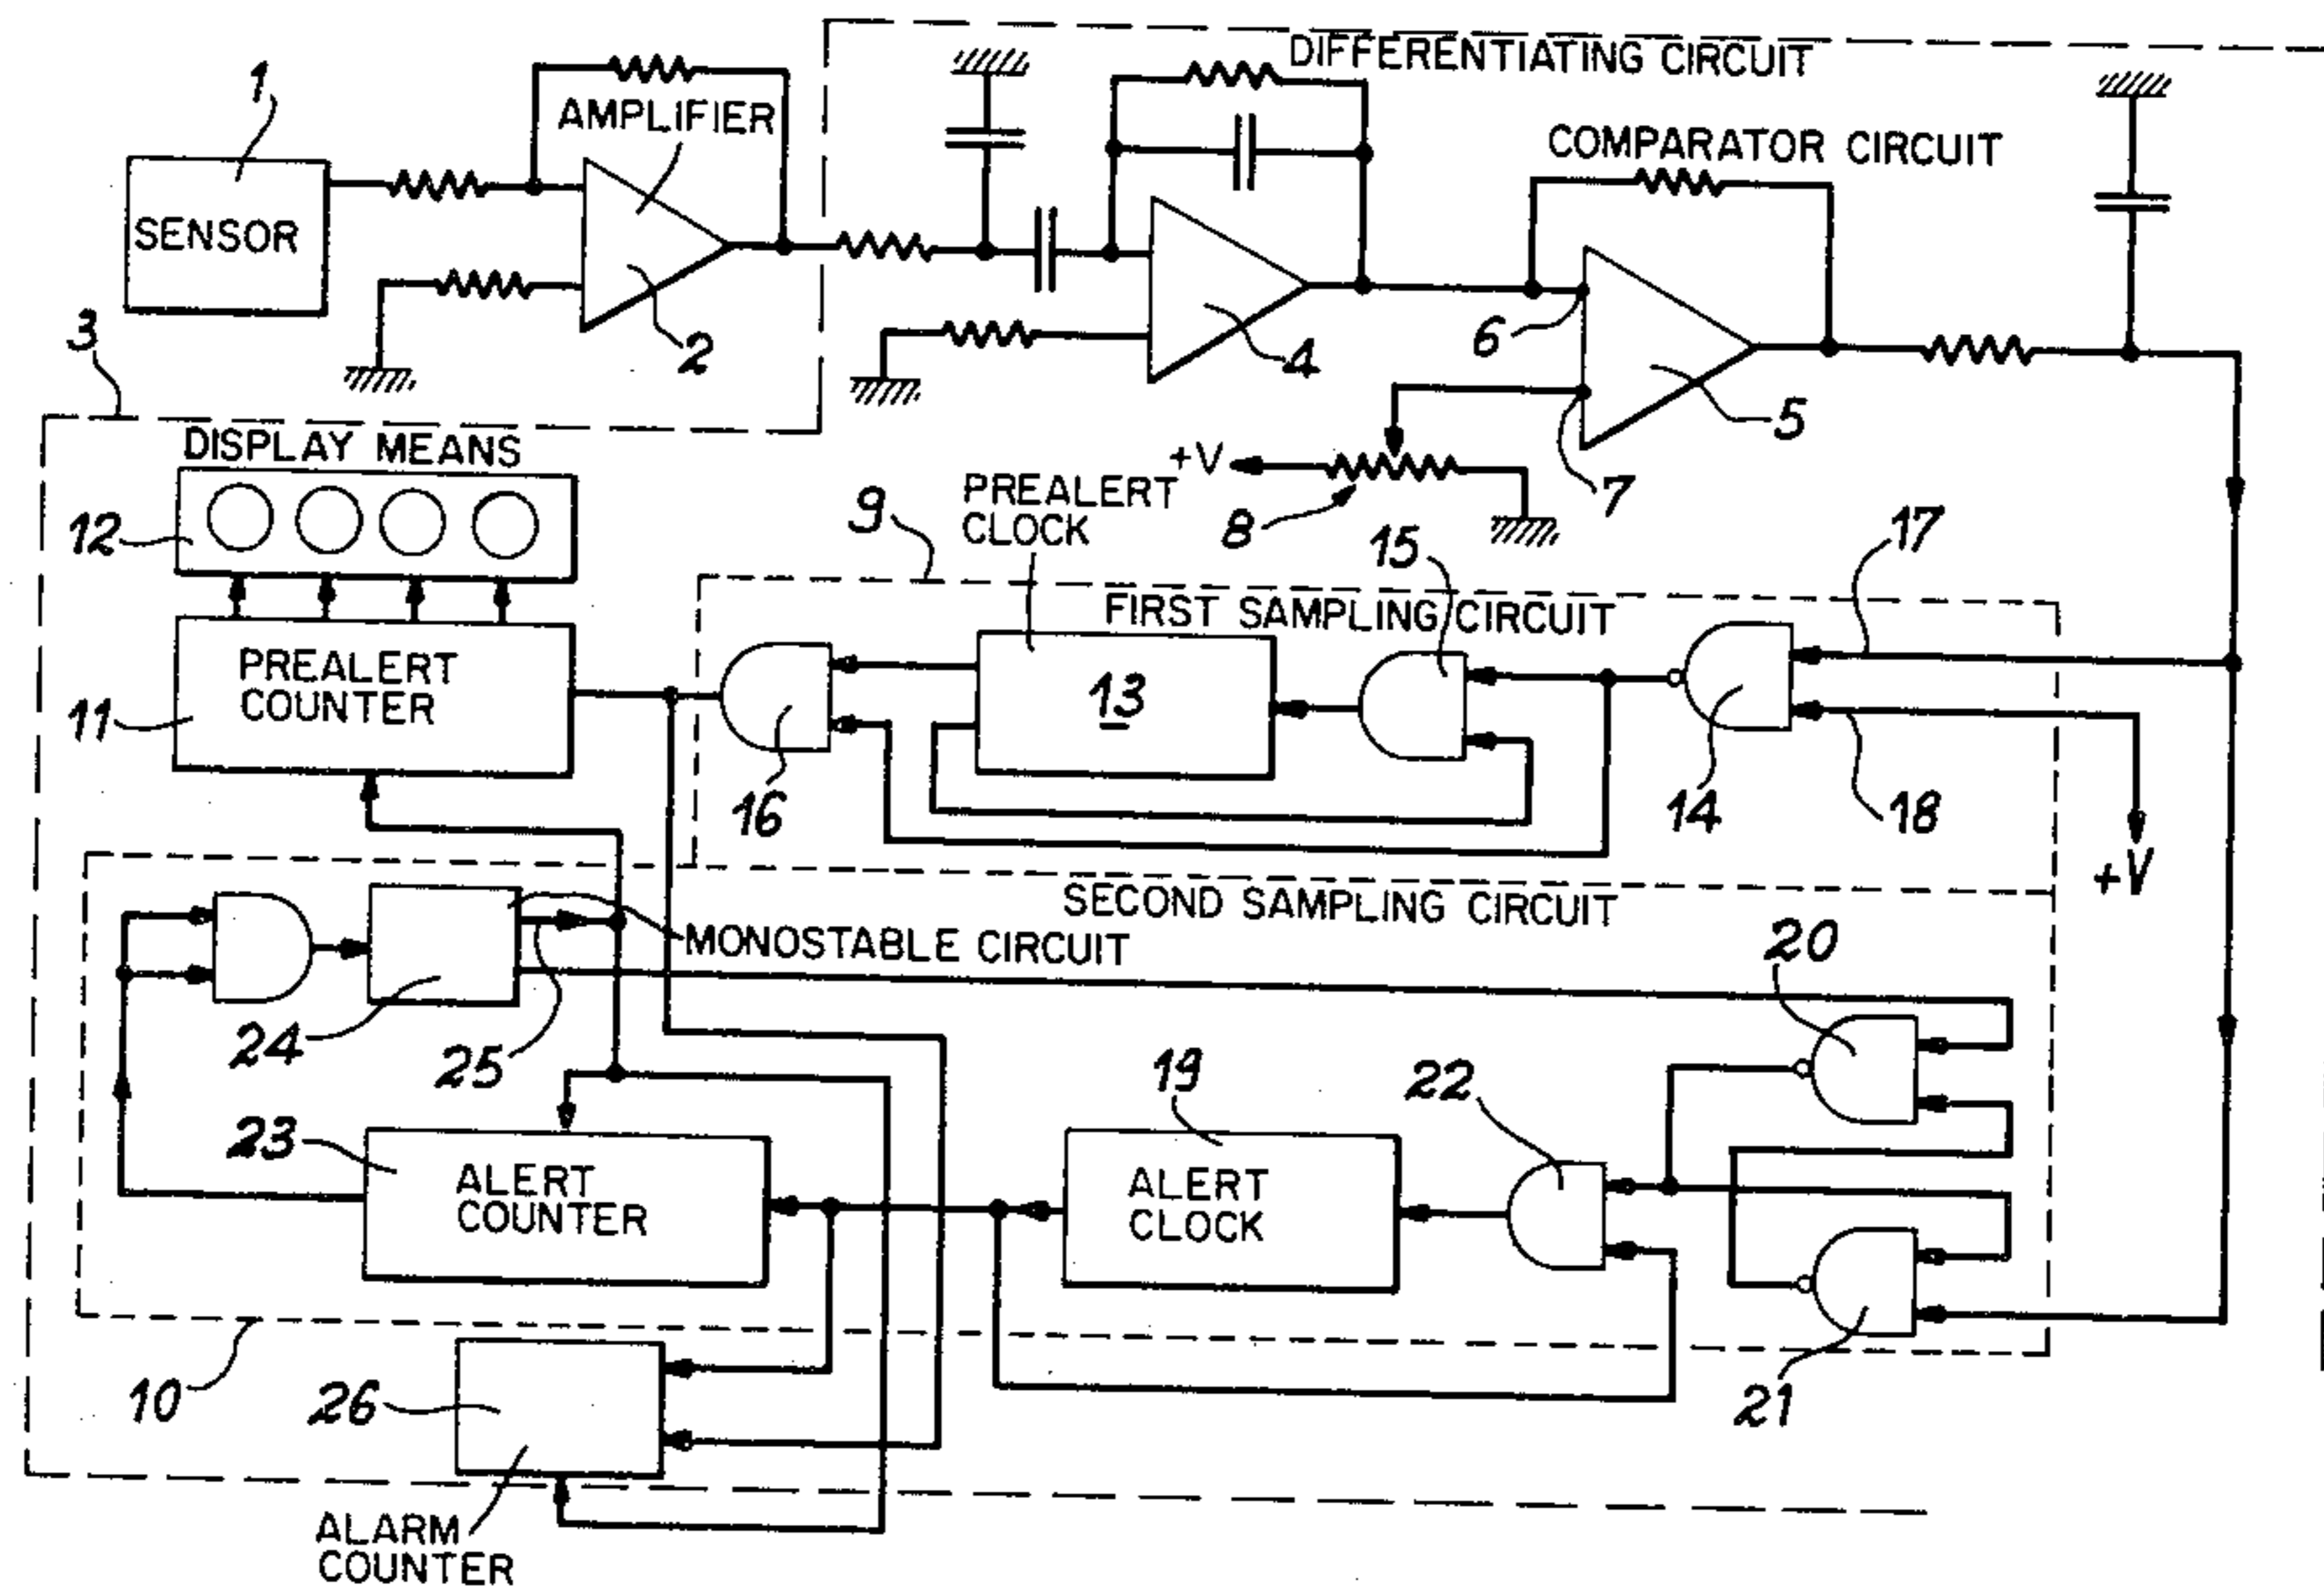 DIFFERENTIATING CIRCUIT
1
AMPLIFIER
COMPARATOR CIRCUIT
SENSOR
2
3
4
6
5
7
8
+V
DISPLAY MEANS
12
PREALERT
CLOCK
9
15
17
FIRST SAMPLING CIRCUIT
PREALERT
COUNTER
11
13
16
14
18
+V
SECOND SAMPLING CIRCUIT
MONOSTABLE CIRCUIT
20
24
25
19
22
23
ALERT
COUNTER
ALERT
CLOCK
10
26
21
ALARM
COUNTER